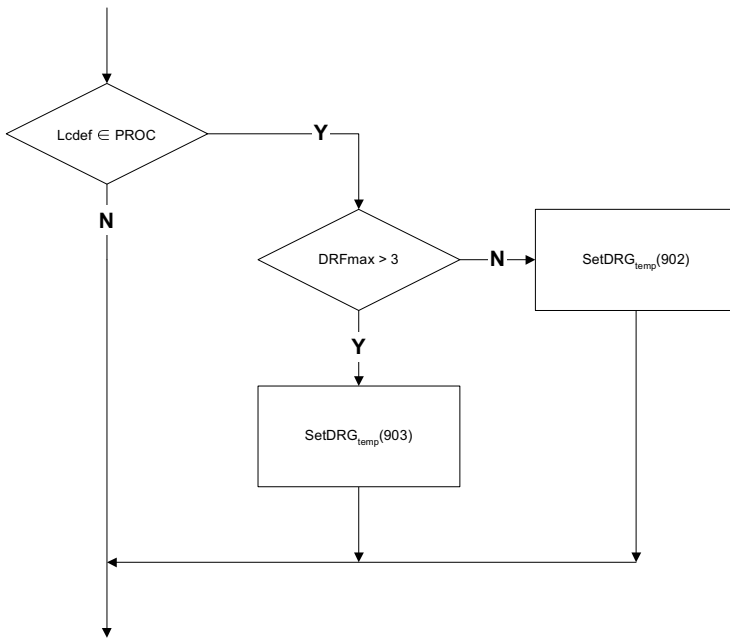 Lcdef ∈ PROC
Y
N
DRFmax > 3
N
SetDRGtemp(902)
Y
SetDRGtemp(903)